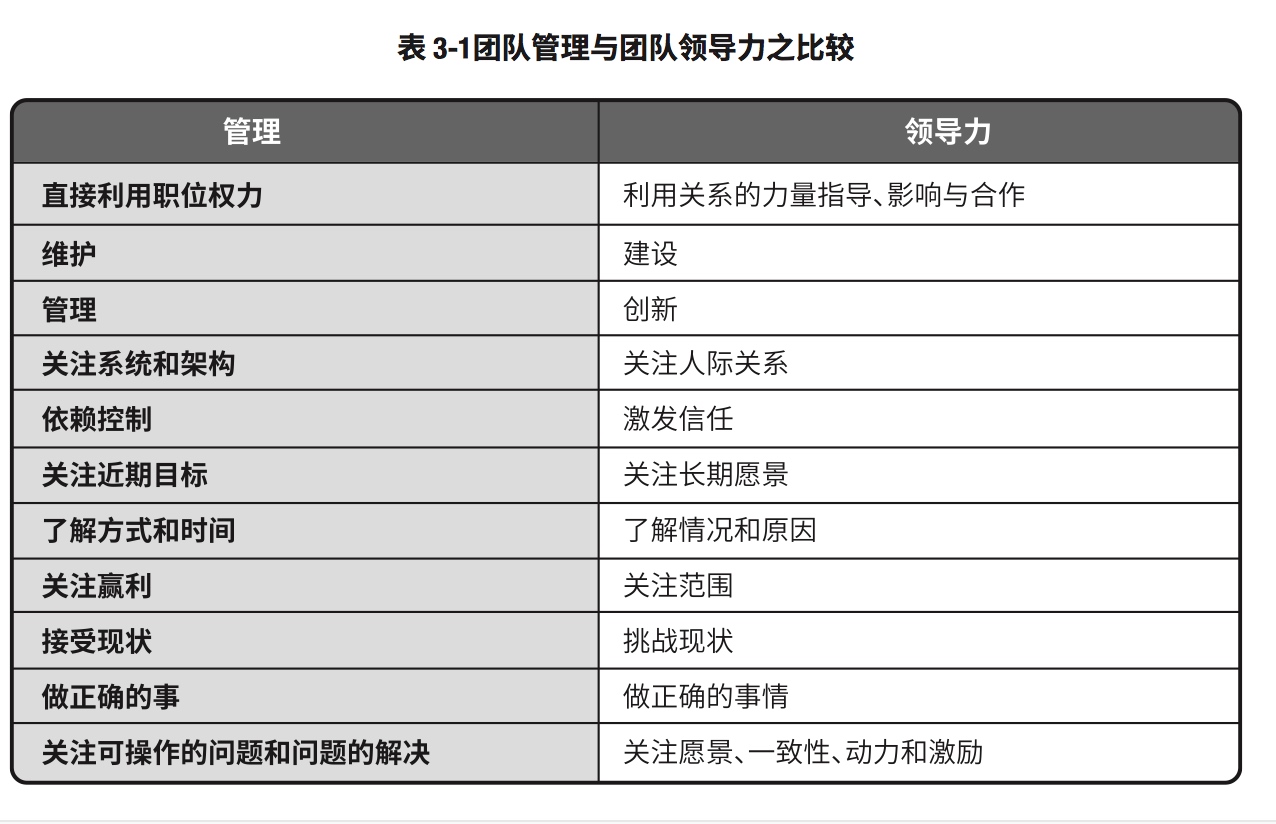 表 3-1团队管理与团队领导力之比较
管理 领导力
直接利用职位权力 利用关系的力量指导、影响与合作
维护 建设
管理 创新
关注系统和架构 关注人际关系
依赖控制 激发信任
关注近期目标 关注长期愿景
了解方式和时间 了解情况和原因
关注赢利 关注范围
接受现状 挑战现状
做正确的事 做正确的事情
关注可操作的问题和问题的解决 关注愿景、一致性、动力和激励